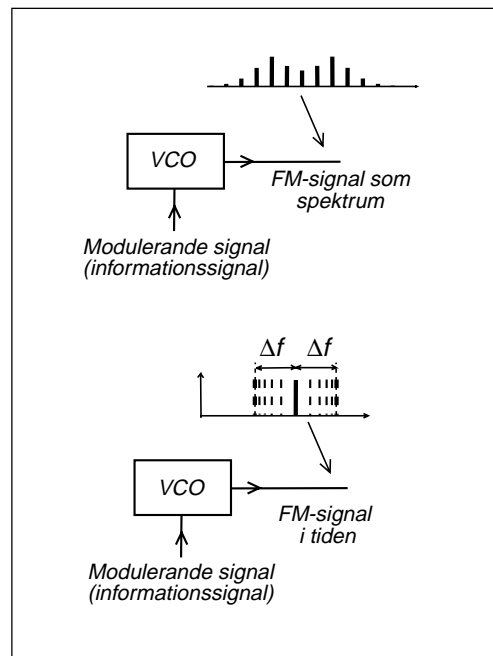 VCO
FM-signal som
spektrum
Modulerande signal
(informationssignal)
Δf Δf
VCO
FM-signal
i tiden
Modulerande signal
(informationssignal)